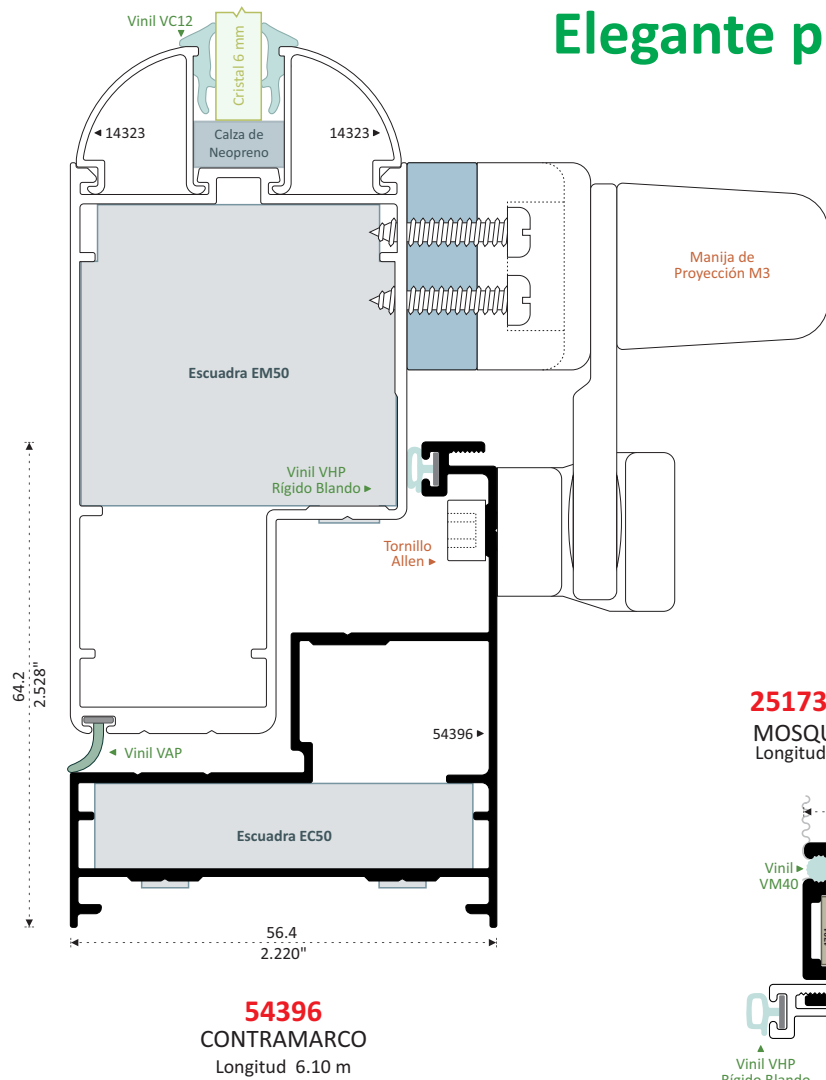 Elegante p
Vinil VC12
Cristal 6 mm
14323
Calza de
Neopreno
14323
Manija de
Proyección M3
Escuadra EM50
Vinil VHP
Rígido Blando
Tornillo
Allen
64.2
2.528"
54396
Vinil VAP
Escuadra EC50
56.4
2.220"
54396
CONTRAMARCO
Longitud 6.10 m
25173
MOSQU
Longitud
Vinil
VM40
Vinil VHP
Rígido Blando